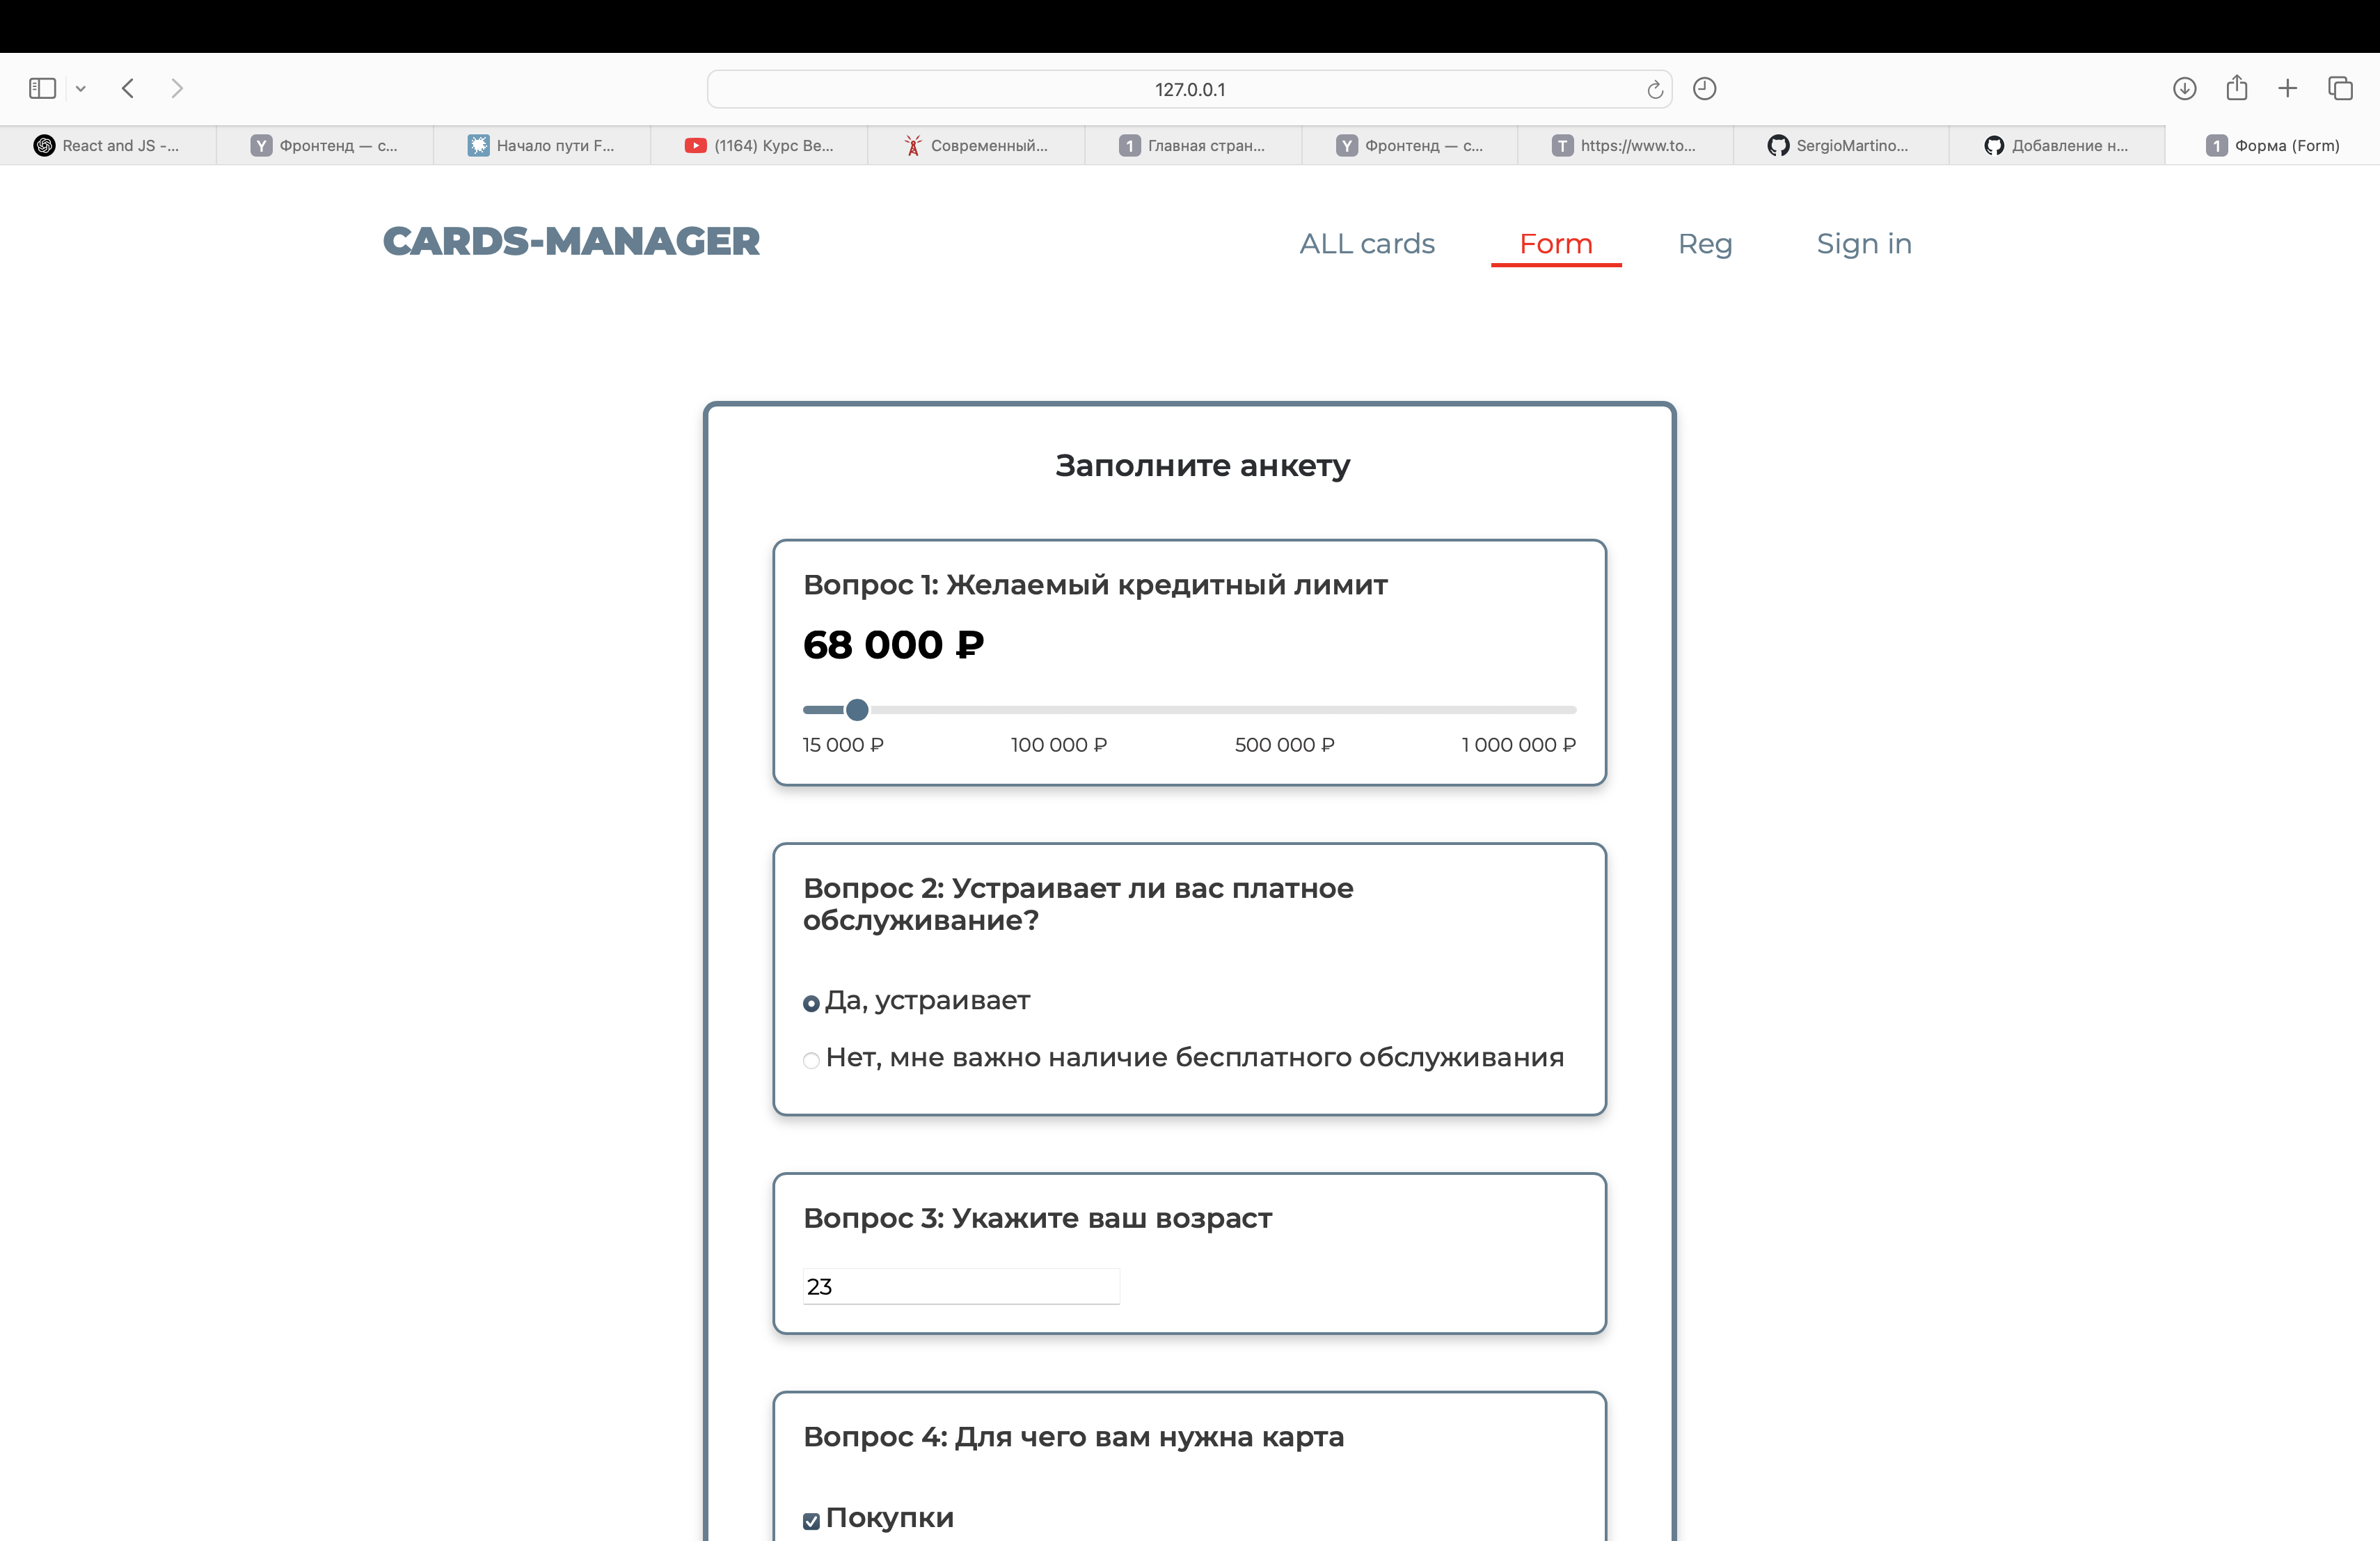 127.0.0.1
React and JS -...
Y Фронтенд — с...
Начало пути F...
(1164) Курс Ве...
Современный...
1 Главная стран...
Y Фронтенд — с...
T https://www.to...
SergioMartino...
Добавление н...
1 Форма (Form)
CARDS-MANAGER
ALL cards
Form
Reg
Sign in
Заполните анкету
Вопрос 1: Желаемый кредитный лимит
68 000 ₽
15 000 ₽
100 000 ₽
500 000 ₽
1 000 000 ₽
Вопрос 2: Устраивает ли вас платное
обслуживание?
Да, устраивает
Нет, мне важно наличие бесплатного обслуживания
Вопрос 3: Укажите ваш возраст
23
Вопрос 4: Для чего вам нужна карта
Покупки